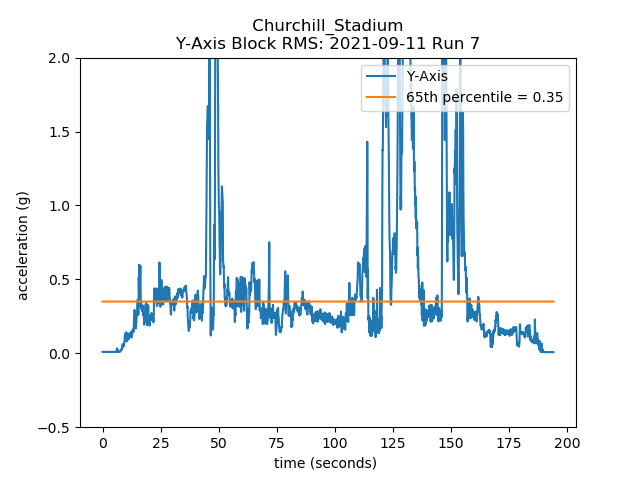 Churchill_Stadium
Y-Axis Block RMS: 2021-09-11 Run 7
Y-Axis
65th percentile = 0.35
2.0
1.5
1.0
0.5
0.0
−0.5
acceleration (g)
0 25 50 75 100 125 150 175 200
time (seconds)